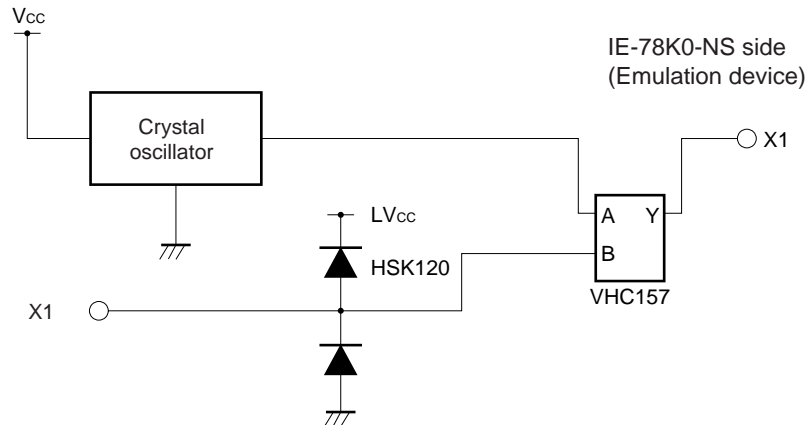 Vcc
IE-78K0-NS side
(Emulation device)
Crystal
oscillator
X1
LVcc
A Y
B
HSK120
VHC157
X1